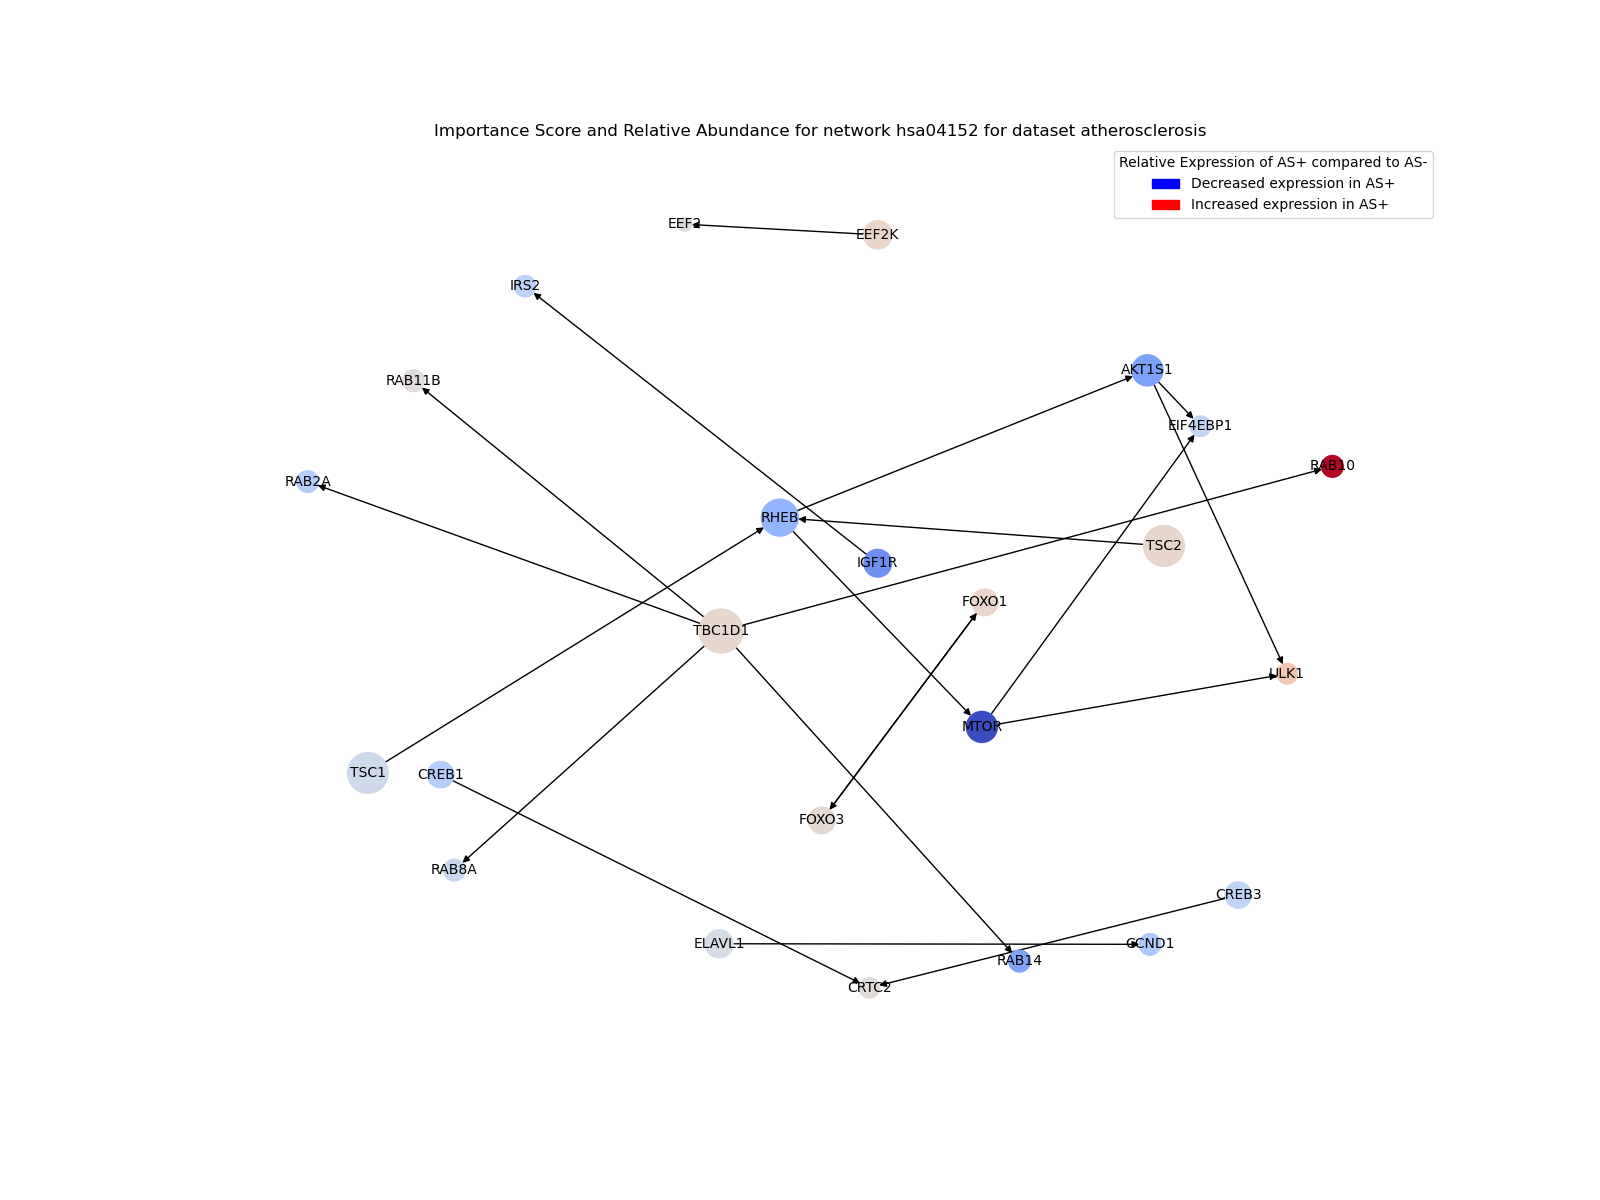 Importance Score and Relative Abundance for network hsa04152 for dataset atherosclerosis
Relative Expression of AS+ compared to AS-
Decreased expression in AS+
Increased expression in AS+
EEF2
EEF2K
IRS2
AKT1S1
RAB11B
EIF4EBP1
RAB10
RAB2A
RHEB
TSC2
IGF1R
FOXO1
TBC1D1
ULK1
MTOR
TSC1
CREB1
FOXO3
RAB8A
CREB3
ELAVL1
CCND1
RAB14
CRTC2